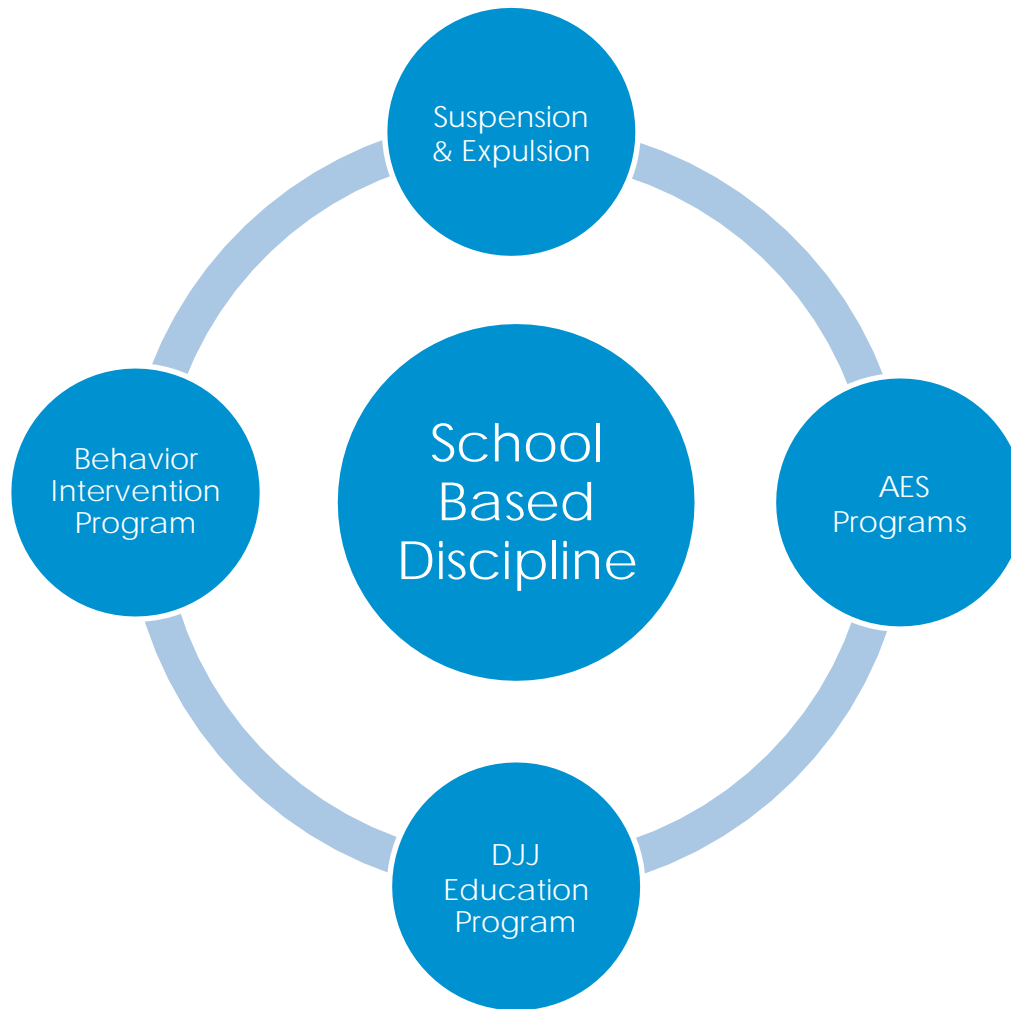 Suspension
& Expulsion
Behavior
Intervention
Program
School
Based
Discipline
AES
Programs
DJJ
Education
Program